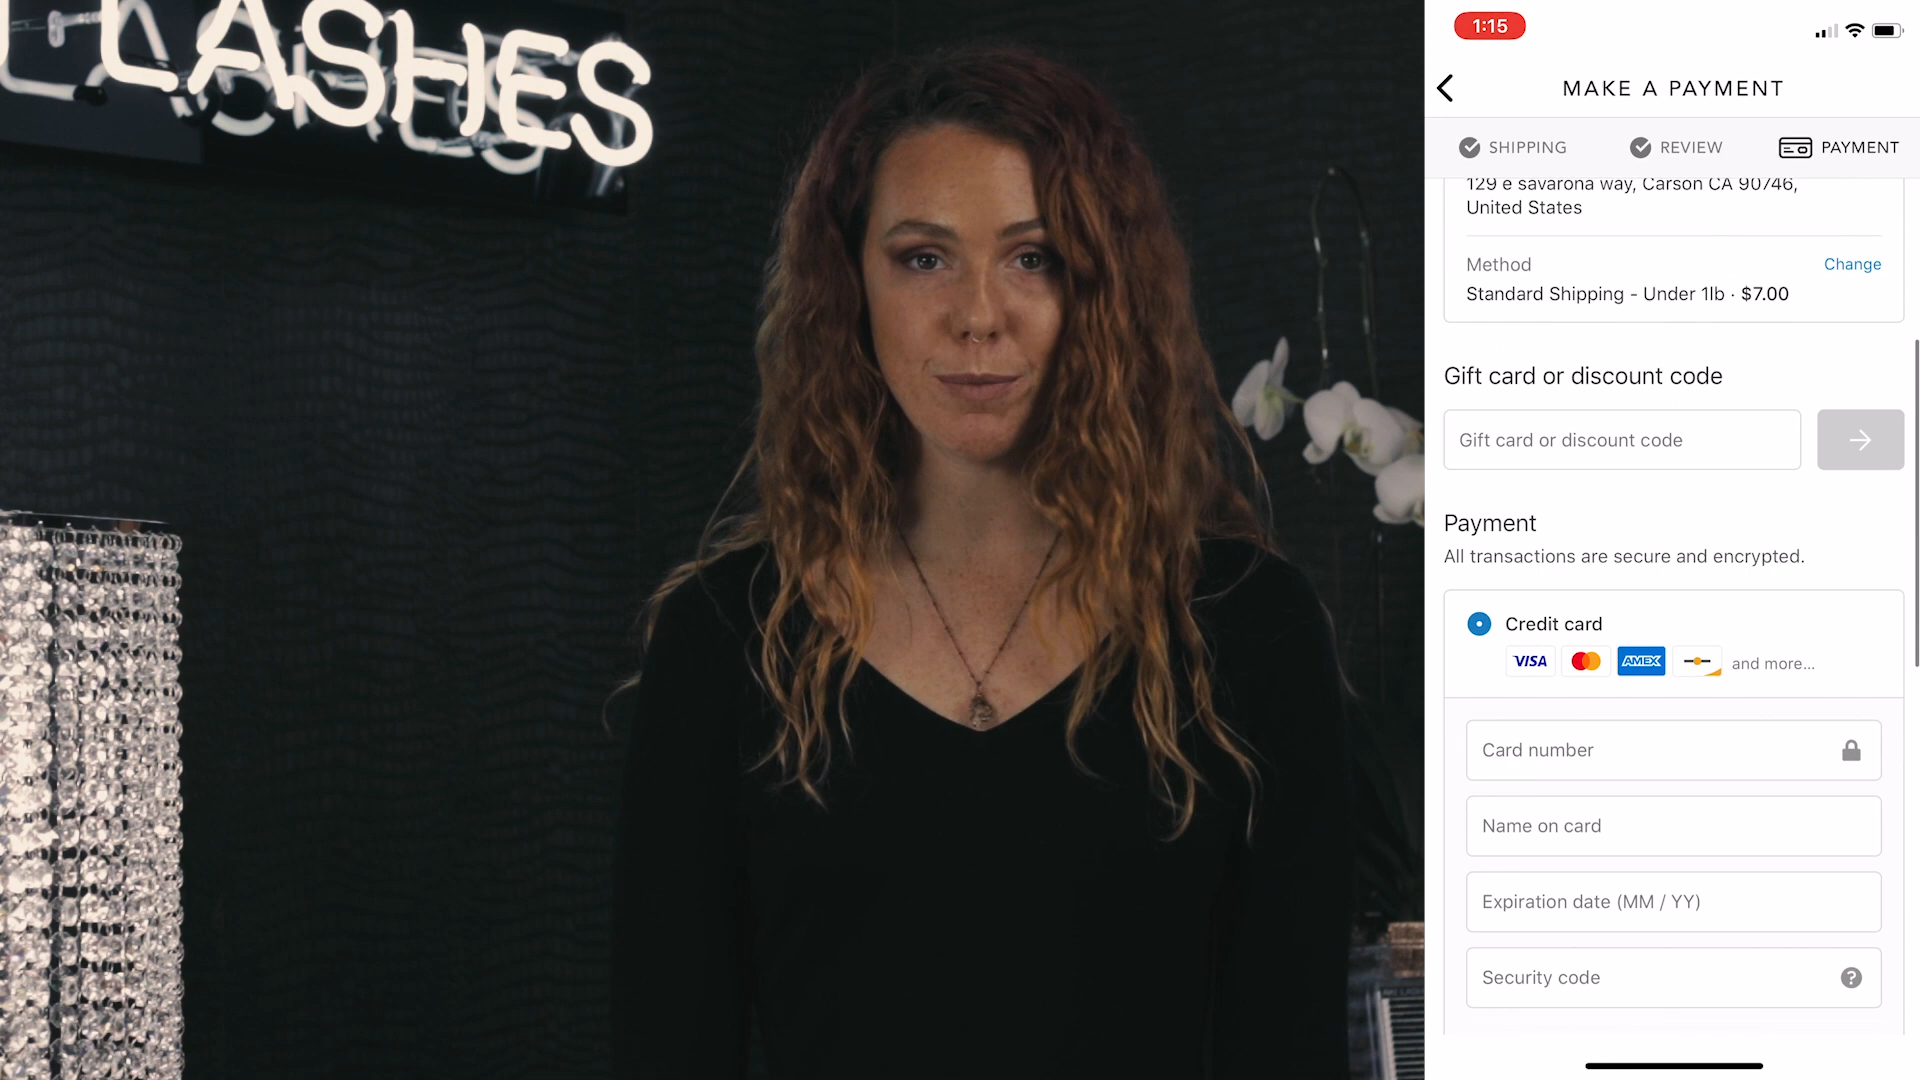 LASHES
1:15
MAKE A PAYMENT
SHIPPING
REVIEW
PAYMENT
129 e savarona way, Carson CA 90746,
United States
Method
Change
Standard Shipping - Under 1lb · $7.00
Gift card or discount code
Gift card or discount code
Payment
All transactions are secure and encrypted.
Credit card
VISA
AMEX
and more...
Card number
Name on card
Expiration date (MM / YY)
Security code